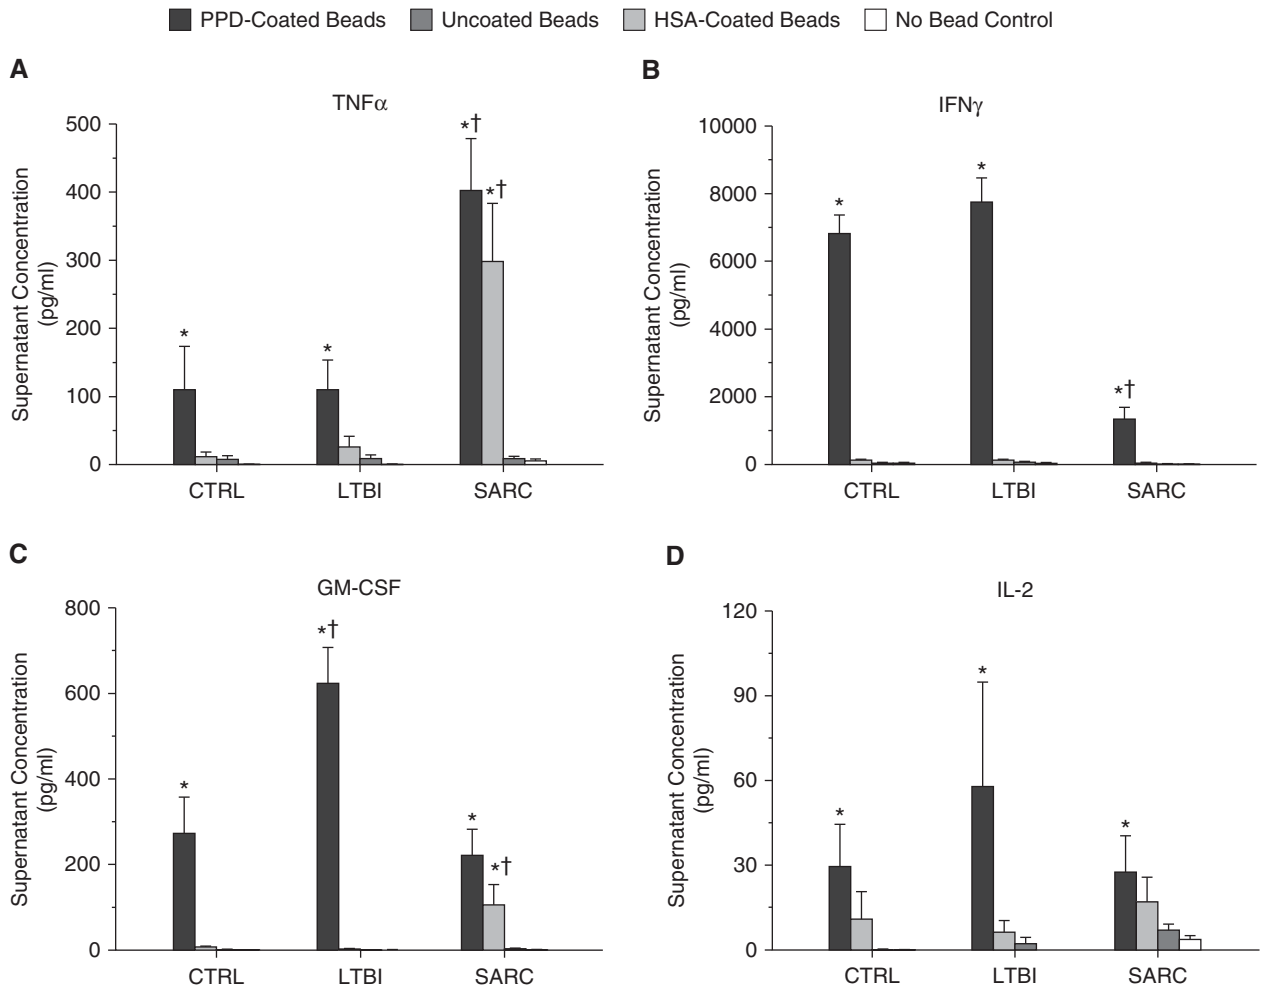 PPD-Coated Beads Uncoated Beads HSA-Coated Beads No Bead Control
A
TNFα
Supernatant Concentration
(pg/ml)
500
400
300
200
100
0
*
*
*†
*†
CTRL LTBI SARC
B
IFNγ
Supernatant Concentration
(pg/ml)
10000
8000
6000
4000
2000
0
*
*
*†
CTRL LTBI SARC
C
GM-CSF
Supernatant Concentration
(pg/ml)
800
600
400
200
0
*
*†
*
*†
CTRL LTBI SARC
D
IL-2
Supernatant Concentration
(pg/ml)
120
90
60
30
0
*
*
*
CTRL LTBI SARC